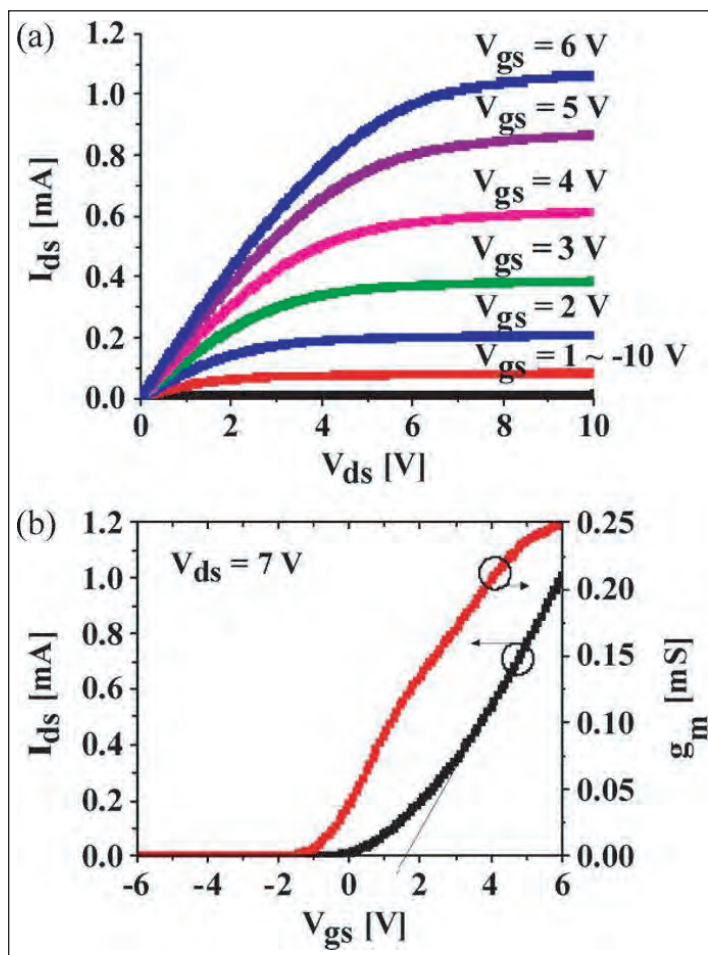 (a)
1.2
1.0
0.8
0.6
0.4
0.2
0.0
I_ds [mA]
V_gs = 6 V
V_gs = 5 V
V_gs = 4 V
V_gs = 3 V
V_gs = 2 V
V_gs = 1 ~ -10 V
0 2 4 6 8 10
V_ds [V]
(b)
V_ds = 7 V
1.2
1.0
0.8
0.6
0.4
0.2
0.0
I_ds [mA]
0.25
0.20
0.15
0.10
0.05
0.00
g_m [mS]
-6 -4 -2 0 2 4 6
V_gs [V]